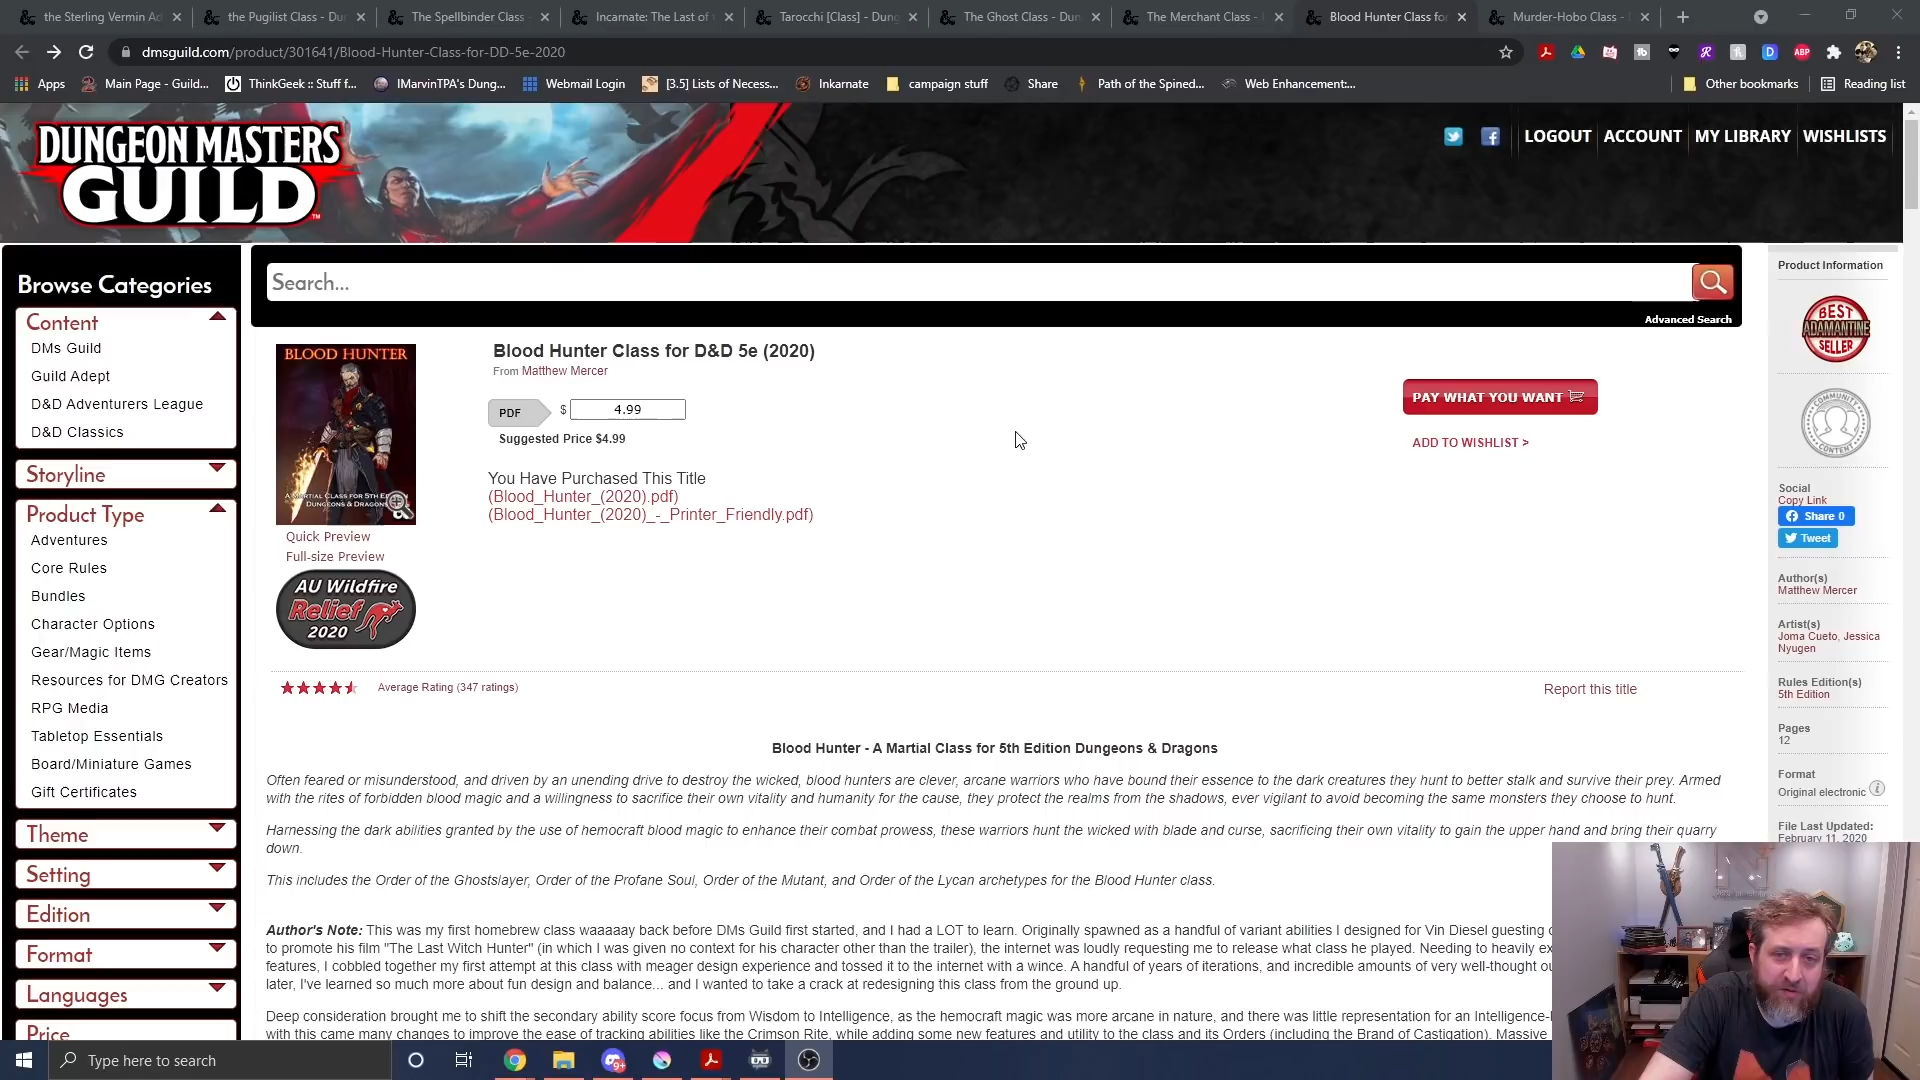 the Sterling Vermin Ad
the Pugilist Class - Du
The Spellbinder Class
Incarnate: The Last of
Tarocchi [Class] - Dung
The Ghost Class - Dun
The Merchant Class -
Blood Hunter Class fo
Murder-Hobo Class -
dmsguild.com/product/301641/Blood-Hunter-Class-for-DD-5e-2020
Apps
Main Page - Guild...
ThinkGeek :: Stuff f...
IMarvinTPA's Dung...
Webmail Login
[3.5] Lists of Necess...
Inkarnate
campaign stuff
Share
Path of the Spined...
Web Enhancement:...
Other bookmarks
Reading list
DUNGEON MASTERS
GUILD
LOGOUT
ACCOUNT
MY LIBRARY
WISHLISTS
Browse Categories
Content
DMs Guild
Guild Adept
D&D Adventurers League
D&D Classics
Storyline
Product Type
Adventures
Core Rules
Bundles
Character Options
Gear/Magic Items
Resources for DMG Creators
RPG Media
Tabletop Essentials
Board/Miniature Games
Gift Certificates
Theme
Setting
Edition
Format
Languages
Price
Search...
Advanced Search
BLOOD HUNTER
Quick Preview
Full-size Preview
AU Wildfire
Relief
2020
Blood Hunter Class for D&D 5e (2020)
From Matthew Mercer
PDF
$ 4.99
Suggested Price $4.99
You Have Purchased This Title
(Blood_Hunter_(2020).pdf)
(Blood_Hunter_(2020)_-_Printer_Friendly.pdf)
PAY WHAT YOU WANT
ADD TO WISHLIST >
Average Rating (347 ratings)
Report this title
Blood Hunter - A Martial Class for 5th Edition Dungeons & Dragons
Often feared or misunderstood, and driven by an unending drive to destroy the wicked, blood hunters are clever, arcane warriors who have bound their essence to the dark creatures they hunt to better stalk and survive their prey. Armed
with the rites of forbidden blood magic and a willingness to sacrifice their own vitality and humanity for the cause, they protect the realms from the shadows, ever vigilant to avoid becoming the same monsters they choose to hunt.
Harnessing the dark abilities granted by the use of hemocraft blood magic to enhance their combat prowess, these warriors hunt the wicked with blade and curse, sacrificing their own vitality to gain the upper hand and bring their quarry
down.
This includes the Order of the Ghostslayer, Order of the Profane Soul, Order of the Mutant, and Order of the Lycan archetypes for the Blood Hunter class.
Author's Note: This was my first homebrew class waaaaay back before DMs Guild first started, and I had a LOT to learn. Originally spawned as a handful of variant abilities I designed for Vin Diesel guesting
to promote his film "The Last Witch Hunter" (in which I was given no context for his character other than the trailer), the internet was loudly requesting me to release what class he played. Needing to heavily ex
features, I cobbled together my first attempt at this class with meager design experience and tossed it to the internet with a wince. A handful of years of iterations, and incredible amounts of very well-thought ou
later, I've learned so much more about fun design and balance... and I wanted to take a crack at redesigning this class from the ground up.
Deep consideration brought me to shift the secondary ability score focus from Wisdom to Intelligence, as the hemocraft magic was more arcane in nature, and there was little representation for an Intelligence-
with this came many changes to improve the ease of tracking abilities like the Crimson Rite, while adding some new features and utility to the class and its Orders (including the Brand of Castigation). Massive
Product Information
BEST
ADAMANTINE
SELLER
COMMUNITY
CONTENT
Social
Copy Link
Share 0
Tweet
Author(s)
Matthew Mercer
Artist(s)
Joma Cueto, Jessica
Nyugen
Rules Edition(s)
5th Edition
Pages
12
Format
Original electronic
File Last Updated:
February 11, 2020
Type here to search